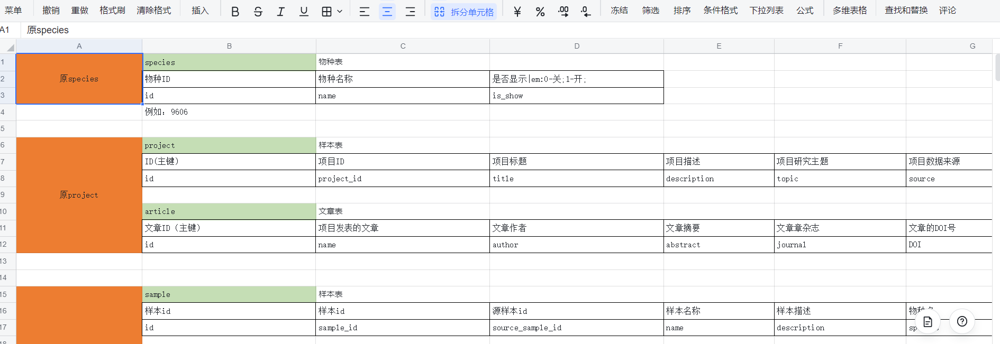 菜单 撤销 重做 格式刷 清除格式 插入 B S I U 拆分单元格 ¥ % .00 .0 冻结 筛选 排序 条件格式 下拉列表 公式 多维表格 查找和替换 评论
A1 原species
A B C D E F G
1 species 物种表
2 原species 物种ID 物种名称 是否显示|em:0-关;1-开;
3 id name is_show
4 例如: 9606
5
6 project 样本表
7 ID(主键) 项目ID 项目标题 项目描述 项目研究主题 项目数据来源
8 id project_id title description topic source
9 原project
10 article 文章表
11 文章ID（主键） 项目发表的文章 文章作者 文章摘要 文章章杂志 文章的DOI号
12 id name author abstract journal DOI
13
14
15 sample 样本表
16 样本id 样本id 源样本id 样本名称 样本描述 物种
17 id sample_id source_sample_id name description
18